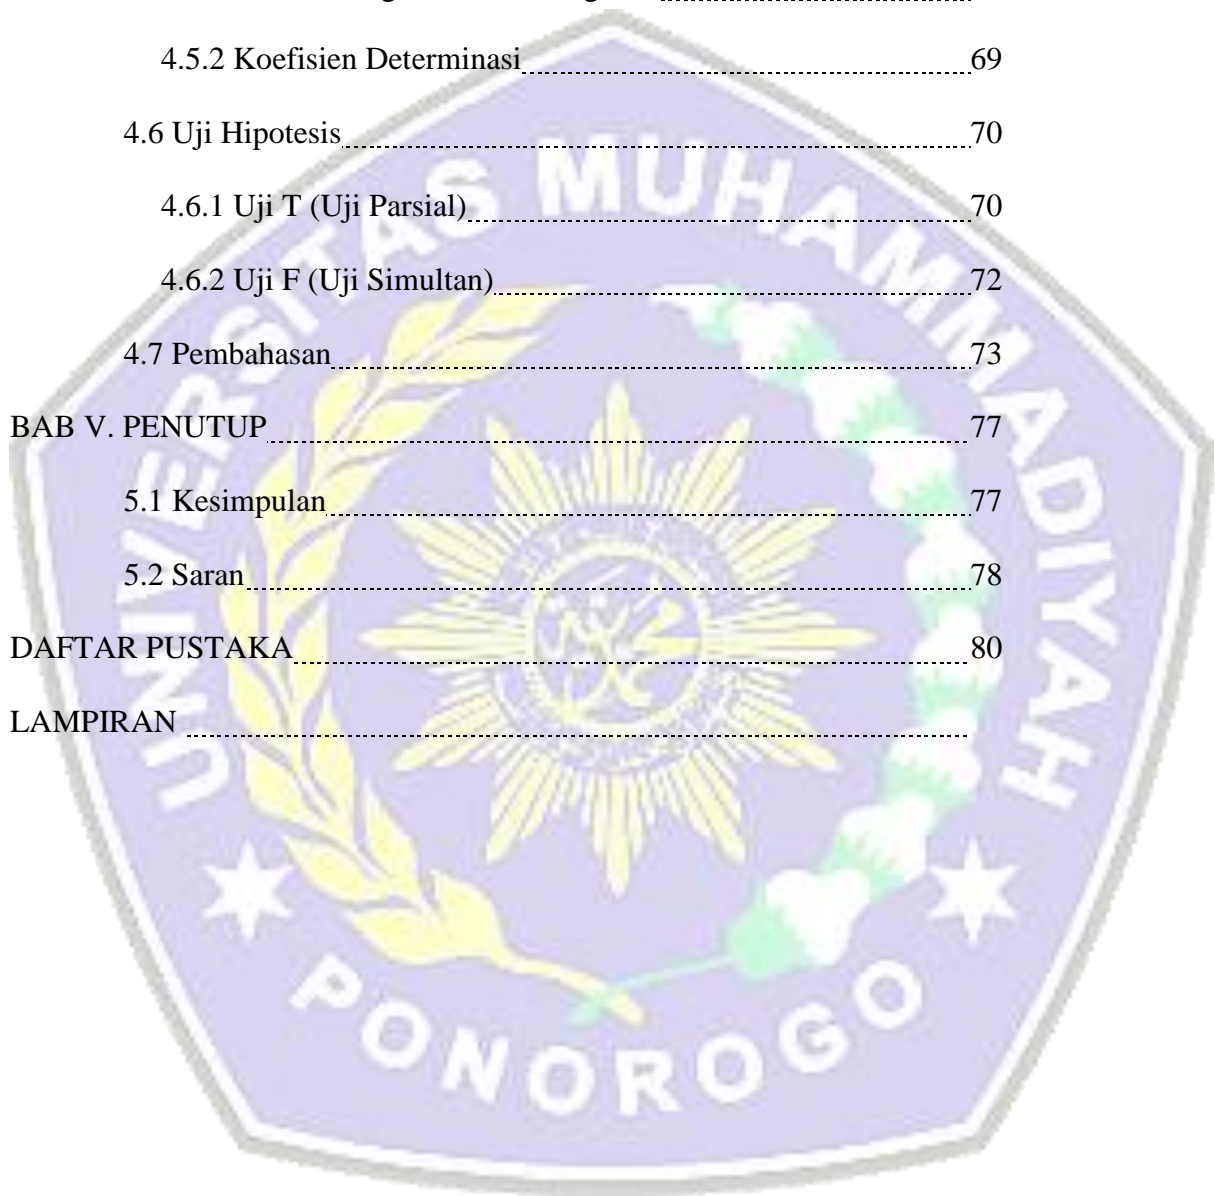 4.5.2 Koefisien Determinasi 69
4.6 Uji Hipotesis 70
4.6.1 Uji T (Uji Parsial) 70
4.6.2 Uji F (Uji Simultan) 72
4.7 Pembahasan 73
BAB V. PENUTUP 77
5.1 Kesimpulan 77
5.2 Saran 78
DAFTAR PUSTAKA 80
LAMPIRAN
UNIVERSITAS MUHAMMADIYAH
PONOROGO